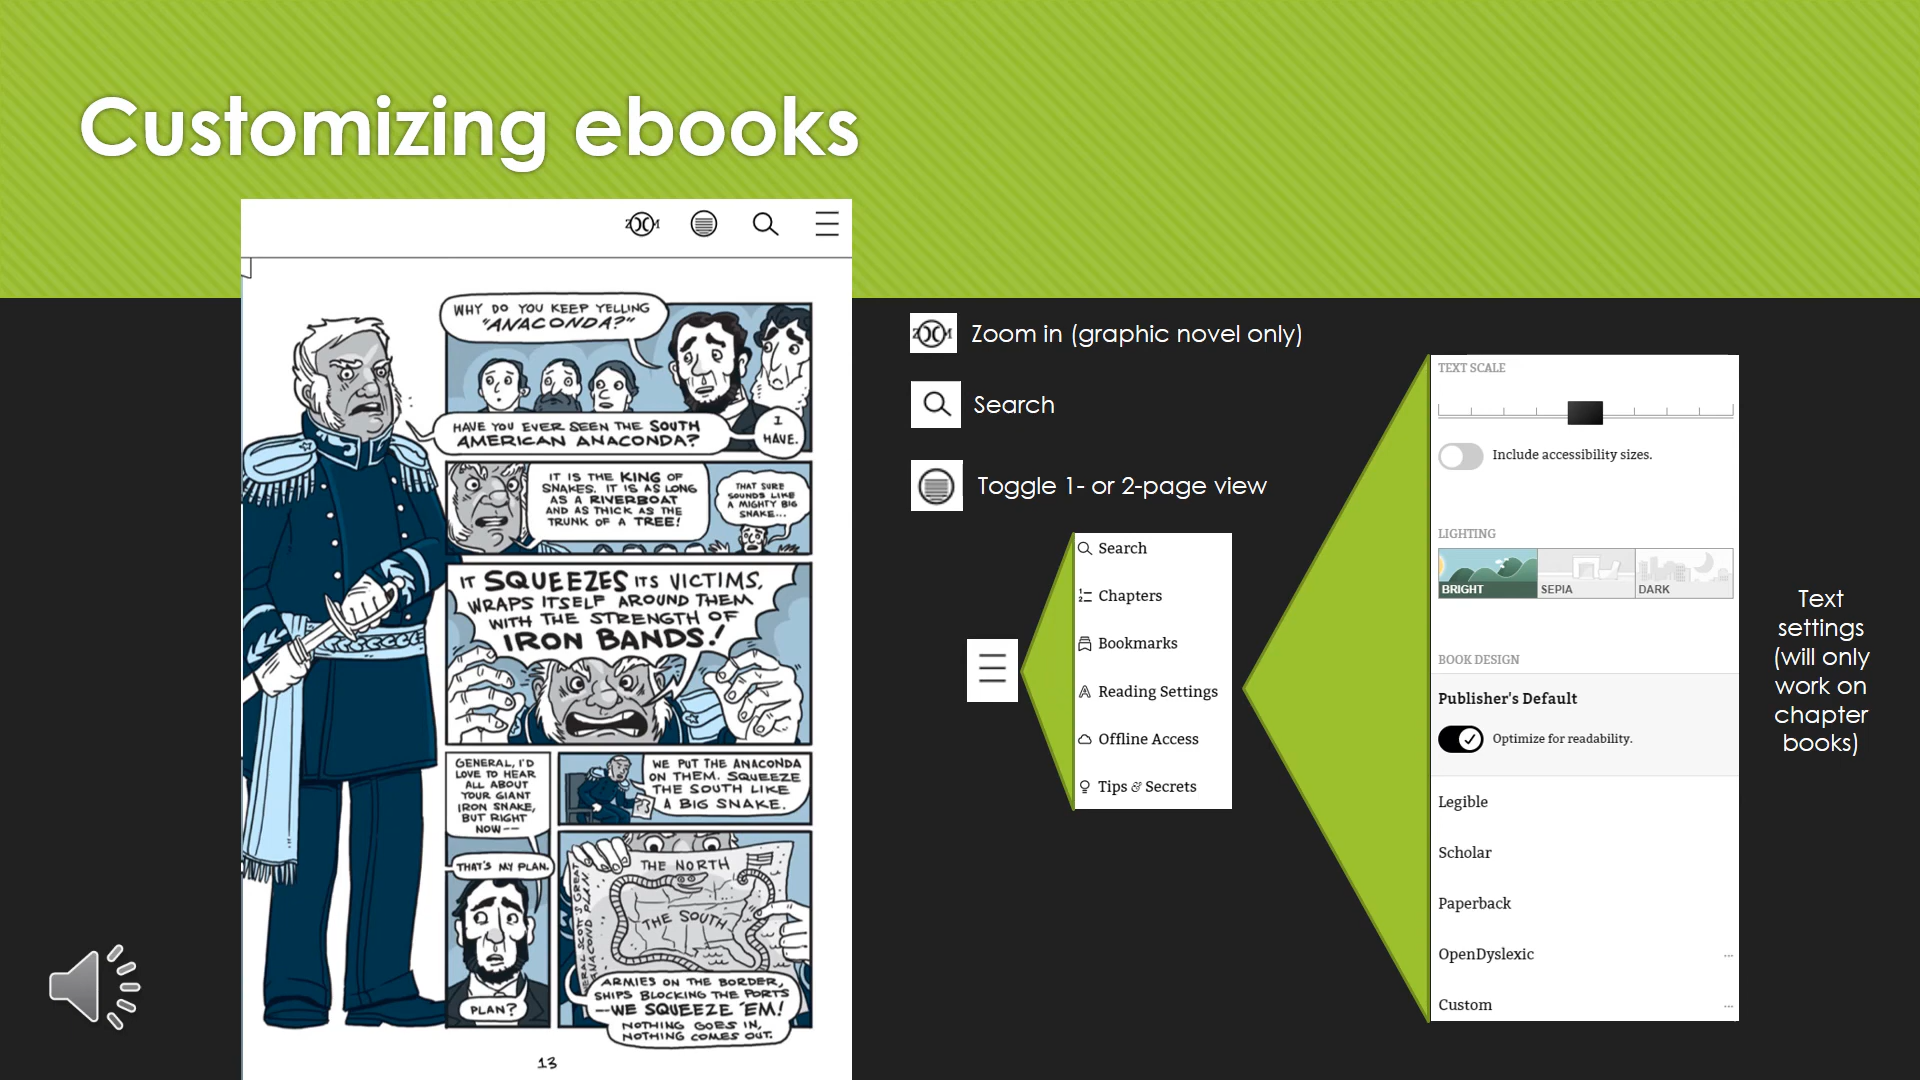 Customizing ebooks
ZOOM
WHY DO YOU KEEP YELLING
"ANACONDA?"
HAVE YOU EVER SEEN THE SOUTH
AMERICAN ANACONDA?
I
HAVE.
IT IS THE KING OF
SNAKES. IT IS AS LONG
AS A RIVERBOAT
AND AS THICK AS THE
TRUNK OF A TREE!
THAT SURE
SOUNDS LIKE
A MIGHTY BIG
SNAKE...
IT SQUEEZES ITS VICTIMS,
WRAPS ITSELF AROUND THEM
WITH THE STRENGTH OF
IRON BANDS!
GENERAL, I'D
LOVE TO HEAR
ALL ABOUT
YOUR GIANT
IRON SNAKE,
BUT RIGHT
NOW--
WE PUT THE ANACONDA
ON THEM. SQUEEZE
THE SOUTH LIKE
A BIG SNAKE.
THAT'S MY PLAN.
PLAN?
THE NORTH
THE SOUTH
ERAL SCOTT'S GREAT
ANACONDA PLAN
ARMIES ON THE BORDER,
SHIPS BLOCKING THE PORTS
--WE SQUEEZE 'EM!
NOTHING GOES IN,
NOTHING COMES OUT.
13
ZOOM
Zoom in (graphic novel only)
Search
Toggle 1- or 2-page view
Search
Chapters
Bookmarks
Reading Settings
Offline Access
Tips & Secrets
TEXT SCALE
Include accessibility sizes.
LIGHTING
BRIGHT
SEPIA
DARK
BOOK DESIGN
Publisher's Default
Optimize for readability.
Legible
Scholar
Paperback
OpenDyslexic ...
Custom ...
Text
settings
(will only
work on
chapter
books)